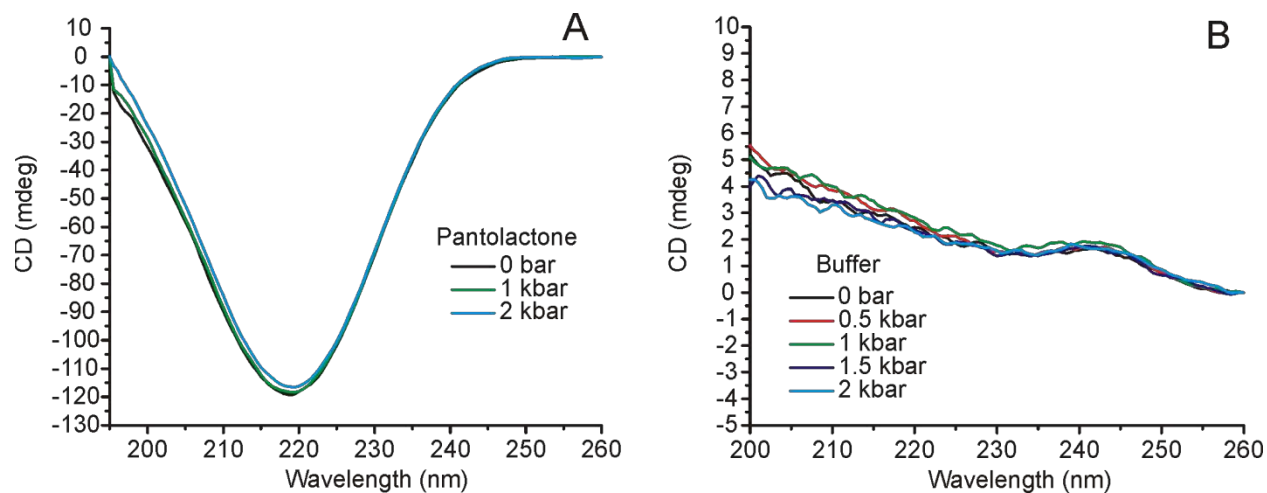 A
10
0
-10
-20
-30
-40
-50
-60
-70
-80
-90
-100
-110
-120
-130
CD (mdeg)
Pantolactone
0 bar
1 kbar
2 kbar
200 210 220 230 240 250 260
Wavelength (nm)
B
10
9
8
7
6
5
4
3
2
1
0
-1
-2
-3
-4
-5
CD (mdeg)
Buffer
0 bar
0.5 kbar
1 kbar
1.5 kbar
2 kbar
200 210 220 230 240 250 260
Wavelength (nm)